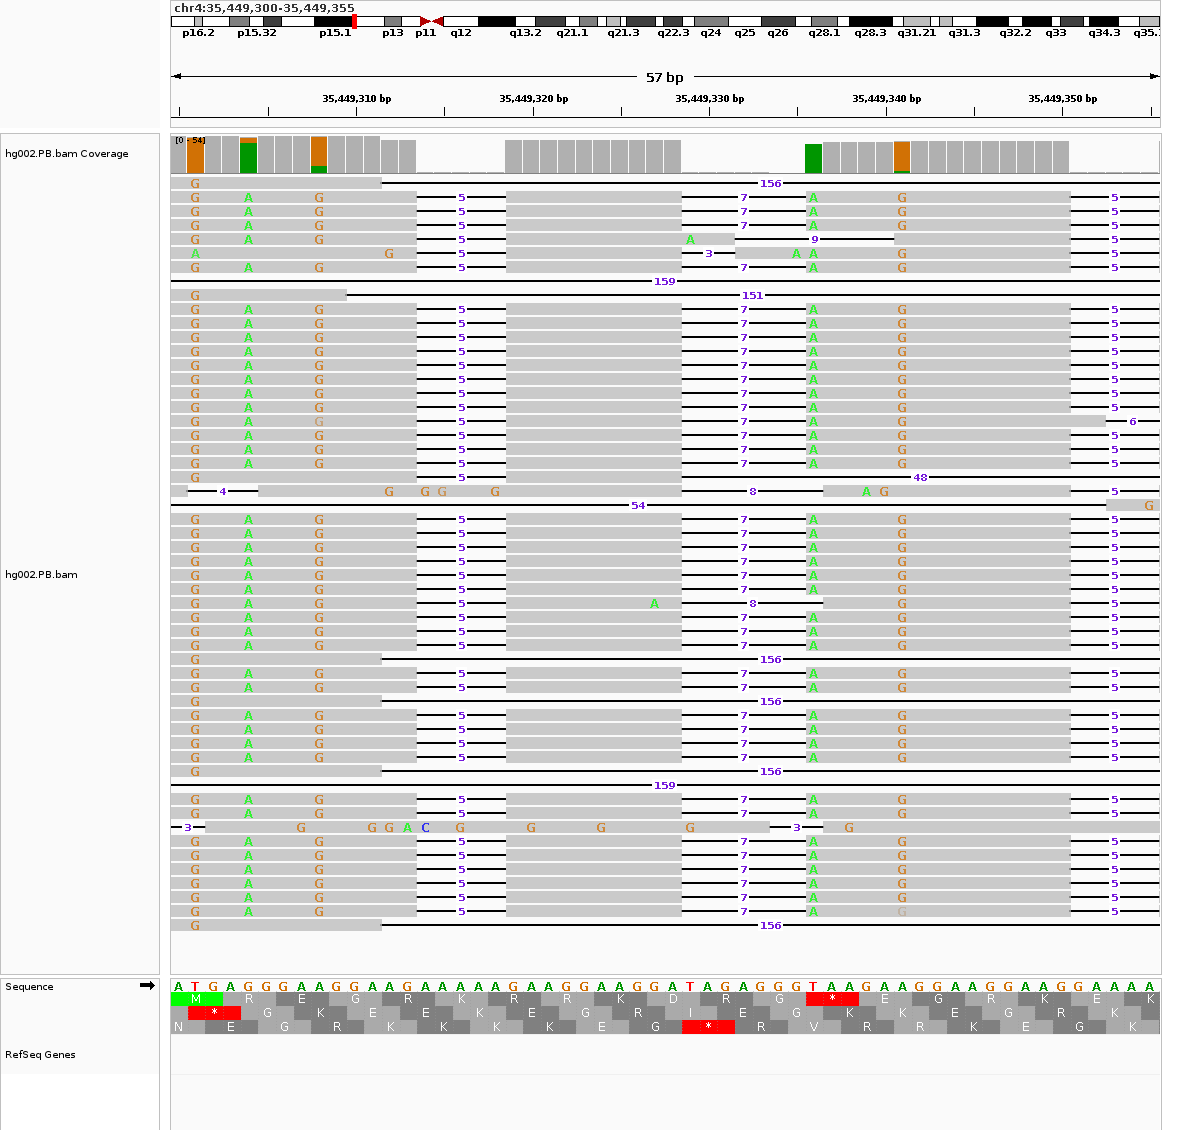 chr4:35,449,300-35,449,355
p16.2 p15.32 p15.1 p13 p11 q12 q13.2 q21.1 q21.3 q22.3 q24 q25 q26 q28.1 q28.3 q31.21 q31.3 q32.2 q33 q34.3 q35.1
57 bp
35,449,310 bp 35,449,320 bp 35,449,330 bp 35,449,340 bp 35,449,350 bp
hg002.PB.bam Coverage
[0 - 54]
G 156
G A G 5 7 A G 5
G A G 5 7 A G 5
G A G 5 7 A G 5
G A G 5 A 9 5
A G 5 3 A A G 5
G A G 5 7 A G 5
159
G 151
G A G 5 7 A G 5
G A G 5 7 A G 5
G A G 5 7 A G 5
G A G 5 7 A G 5
G A G 5 7 A G 5
G A G 5 7 A G 5
G A G 5 7 A G 5
G A G 5 7 A G 5
G A G 5 7 A G 6
G A G 5 7 A G 5
G A G 5 7 A G 5
G A G 5 7 A G 5
G 5 48
4 G G G G 8 A G 5
54 G
G A G 5 7 A G 5
G A G 5 7 A G 5
G A G 5 7 A G 5
G A G 5 7 A G 5
hg002.PB.bam
G A G 5 7 A G 5
G A G 5 7 A G 5
G A G 5 A 8 G 5
G A G 5 7 A G 5
G A G 5 7 A G 5
G A G 5 7 A G 5
G 156
G A G 5 7 A G 5
G A G 5 7 A G 5
G 156
G A G 5 7 A G 5
G A G 5 7 A G 5
G A G 5 7 A G 5
G A G 5 7 A G 5
G 156
159
G A G 5 7 A G 5
G A G 5 7 A G 5
3 G G G A C G G G G 3 G
G A G 5 7 A G 5
G A G 5 7 A G 5
G A G 5 7 A G 5
G A G 5 7 A G 5
G A G 5 7 A G 5
G A G 5 7 A G 5
G 156
Sequence
A T G A G G G A A G G A A G A A A A A G A A G G A A G G A T A G A G G G T A A G A G G A A G G A A G G A A A A
M R E G R K R R K D R G * E G R K E K
* G K E E K E G R I E G K K E G R K
N E G R K K K E G * R V R R K E G K
RefSeq Genes